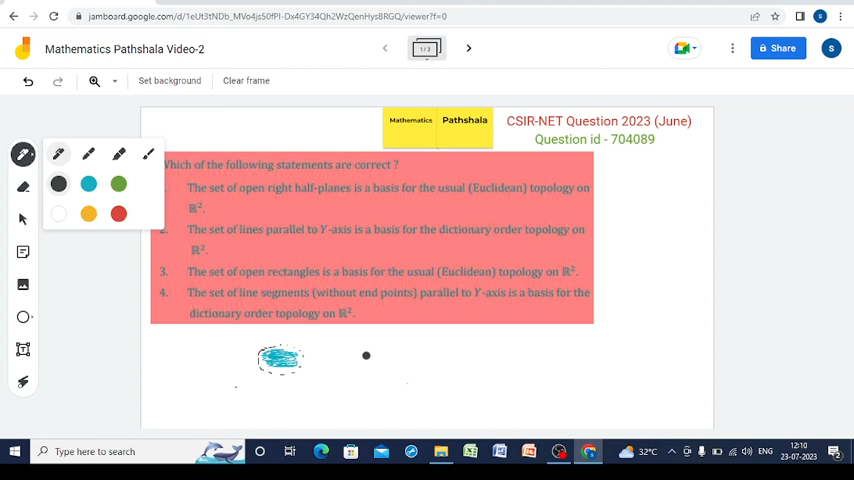 jamboard.google.com/d/1eUt3tNDb_MVo4js50fPI-Dx4GY34Qh2WzQenHysBRGQ/viewer?f=0
S
Mathematics Pathshala Video-2
1/3
Share
S
Set background
Clear frame
Mathematics
Pathshala
CSIR-NET Question 2023 (June)
Question id - 704089
Which of the following statements are correct ?
The set of open right half-planes is a basis for the usual (Euclidean) topology on
ℝ².
2. The set of lines parallel to Y-axis is a basis for the dictionary order topology on
ℝ².
3. The set of open rectangles is a basis for the usual (Euclidean) topology on ℝ².
4. The set of line segments (without end points) parallel to Y-axis is a basis for the
dictionary order topology on ℝ².
Type here to search
32°C
ENG
12:10
23-07-2023
2